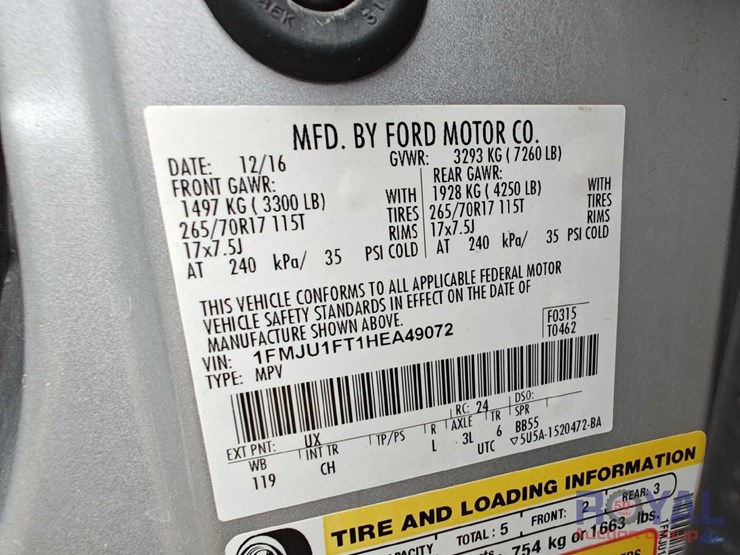 MFD. BY FORD MOTOR CO.
DATE: 12/16 GVWR: 3293 KG ( 7260 LB)
FRONT GAWR: REAR GAWR:
1497 KG ( 3300 LB) WITH 1928 KG ( 4250 LB) WITH
265/70R17 115T TIRES 265/70R17 115T TIRES
17x7.5J RIMS 17x7.5J RIMS
AT 240 kPa/ 35 PSI COLD AT 240 kPa/ 35 PSI COLD
THIS VEHICLE CONFORMS TO ALL APPLICABLE FEDERAL MOTOR
VEHICLE SAFETY STANDARDS IN EFFECT ON THE DATE OF
MANUFACTURE SHOWN ABOVE.
F0315
T0462
VIN: 1FMJU1FT1HEA49072
TYPE: MPV
EXT PNT: UX RC: 24 DSO:
WB INT TR TP/PS R AXLE TR SPR
119 CH L 3L 6 BB55
UTC ▽5U5A-1520472-BA
TIRE AND LOADING INFORMATION
TOTAL: 5 FRONT: 2 REAR: 3
754 kg or 1663 lbs.
ROYAL
Auction Group